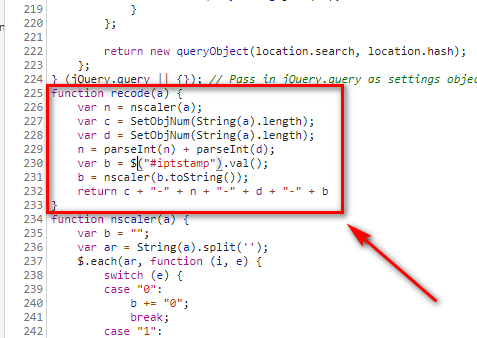 219 }
220 };
221
222 return new queryObject(location.search, location.hash);
223 };
224 } (jQuery.query || {}); // Pass in jQuery.query as settings objec
225 function recode(a) {
226 var n = nscaler(a);
227 var c = SetObjNum(String(a).length);
228 var d = SetObjNum(String(a).length);
229 n = parseInt(n) + parseInt(d);
230 var b = $("#iptstamp").val();
231 b = nscaler(b.toString());
232 return c + "-" + n + "-" + d + "-" + b
233 }
234 function nscaler(a) {
235 var b = "";
236 var ar = String(a).split('');
237 $.each(ar, function (i, e) {
238 switch (e) {
239 case "0":
240 b += "0";
241 break;
242 case "1":